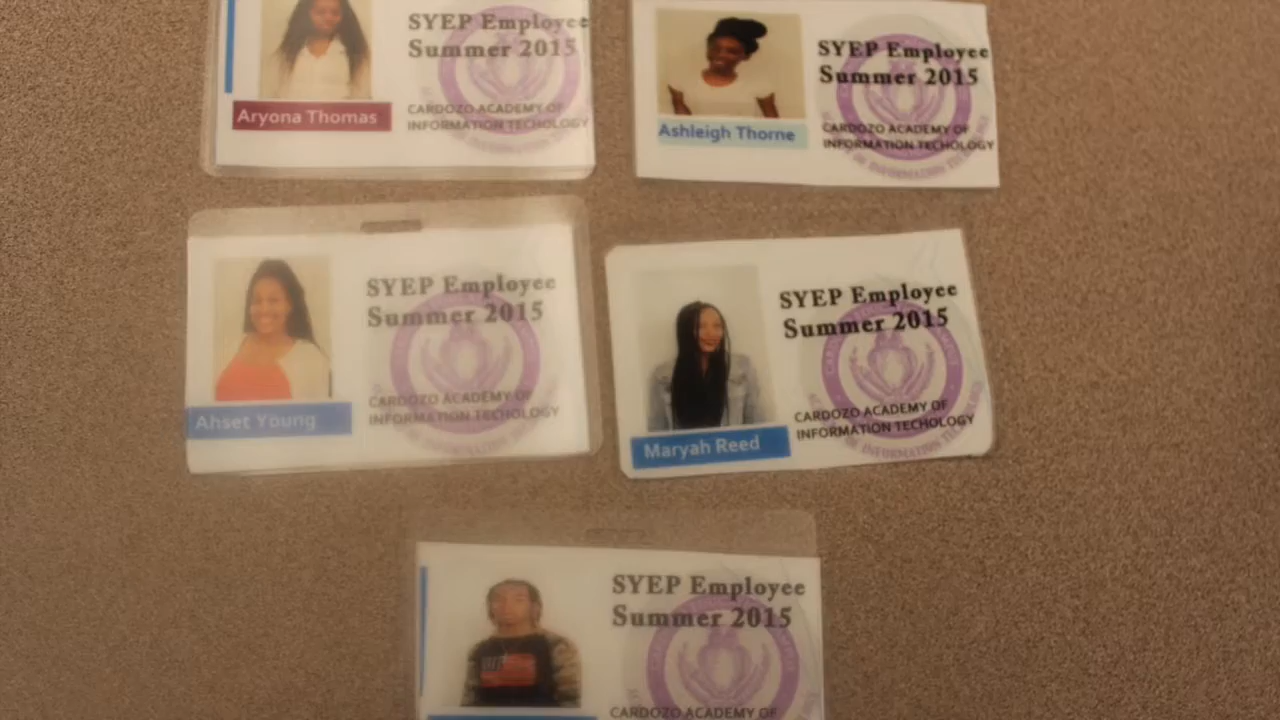 SYEP Employee
Summer 2015
Aryona Thomas
CARDOZO ACADEMY OF
INFORMATION TECHOLOGY
SYEP Employee
Summer 2015
Ashleigh Thorne
CARDOZO ACADEMY OF
INFORMATION TECHOLOGY
SYEP Employee
Summer 2015
CARDOZO ACADEMY OF
INFORMATION TECHOLOGY
Ahset Young
SYEP Employee
Summer 2015
CARDOZO ACADEMY OF
INFORMATION TECHOLOGY
Maryah Reed
SYEP Employee
Summer 2015
CARDOZO ACADEMY OF